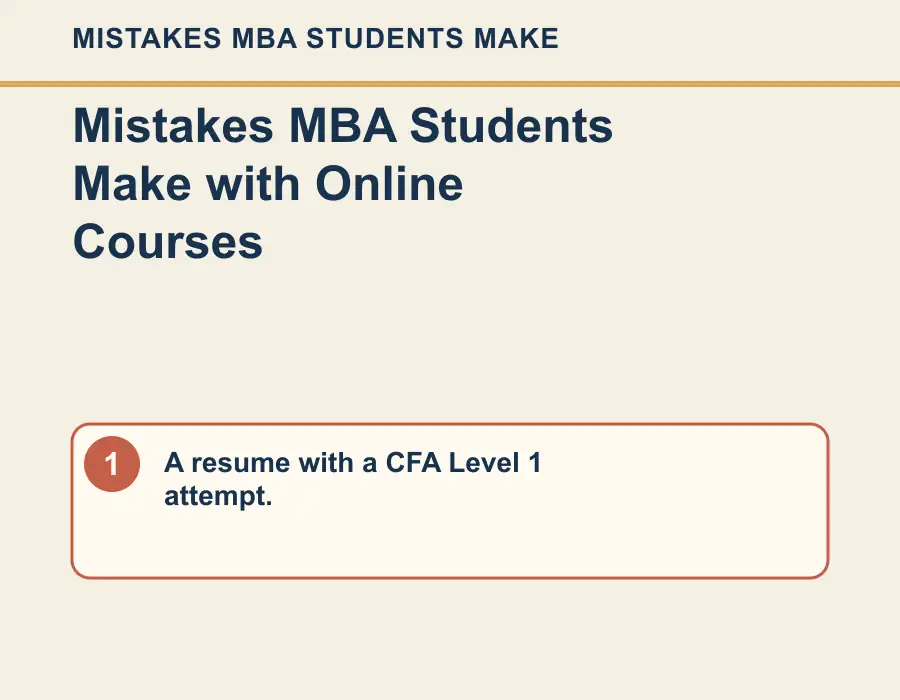 MISTAKES MBA STUDENTS MAKE
Mistakes MBA Students
Make with Online
Courses
1
A resume with a CFA Level 1
attempt.